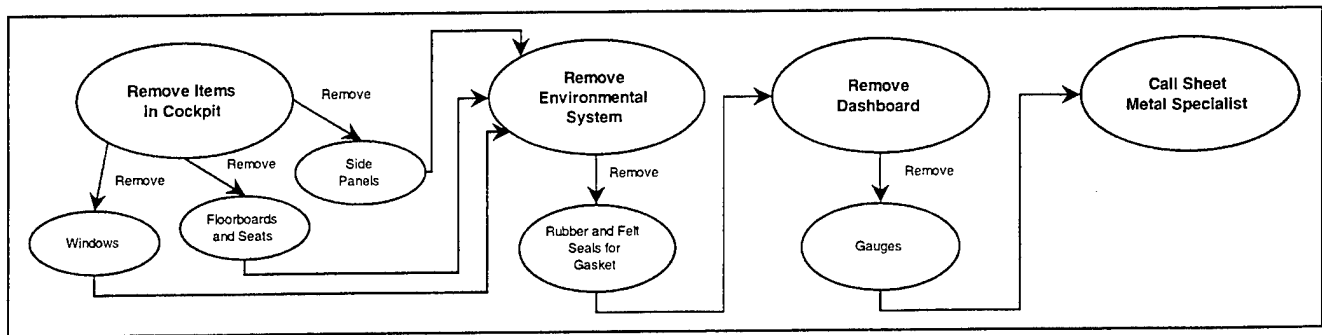 Remove Items
in Cockpit
Remove
Side
Panels
Remove
Floorboards
and Seats
Remove
Windows
Remove
Environmental
System
Remove
Rubber and Felt
Seals for
Gasket
Remove
Dashboard
Remove
Gauges
Call Sheet
Metal Specialist